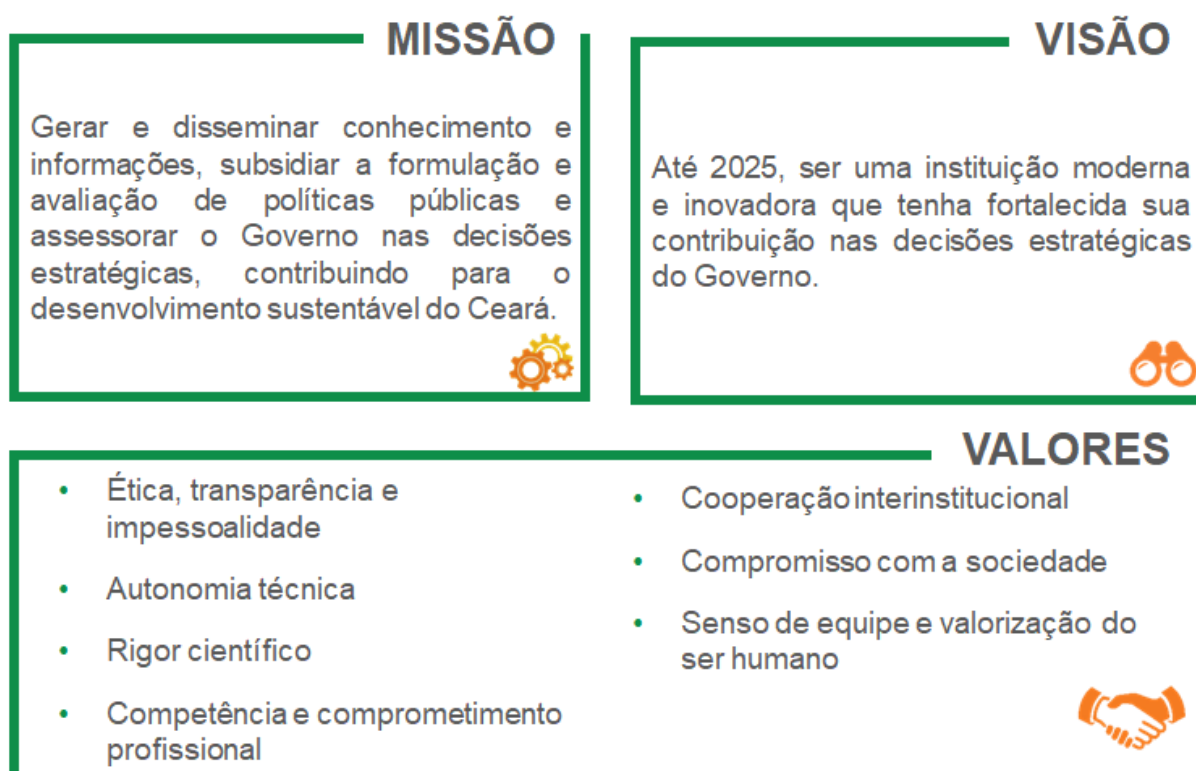 MISSÃO
Gerar e disseminar conhecimento e
informações, subsidiar a formulação e
avaliação de políticas públicas e
assessorar o Governo nas decisões
estratégicas, contribuindo para o
desenvolvimento sustentável do Ceará.
VISÃO
Até 2025, ser uma instituição moderna
e inovadora que tenha fortalecida sua
contribuição nas decisões estratégicas
do Governo.
VALORES
• Ética, transparência e
impessoalidade
• Autonomia técnica
• Rigor científico
• Competência e comprometimento
profissional
• Cooperação interinstitucional
• Compromisso com a sociedade
• Senso de equipe e valorização do
ser humano